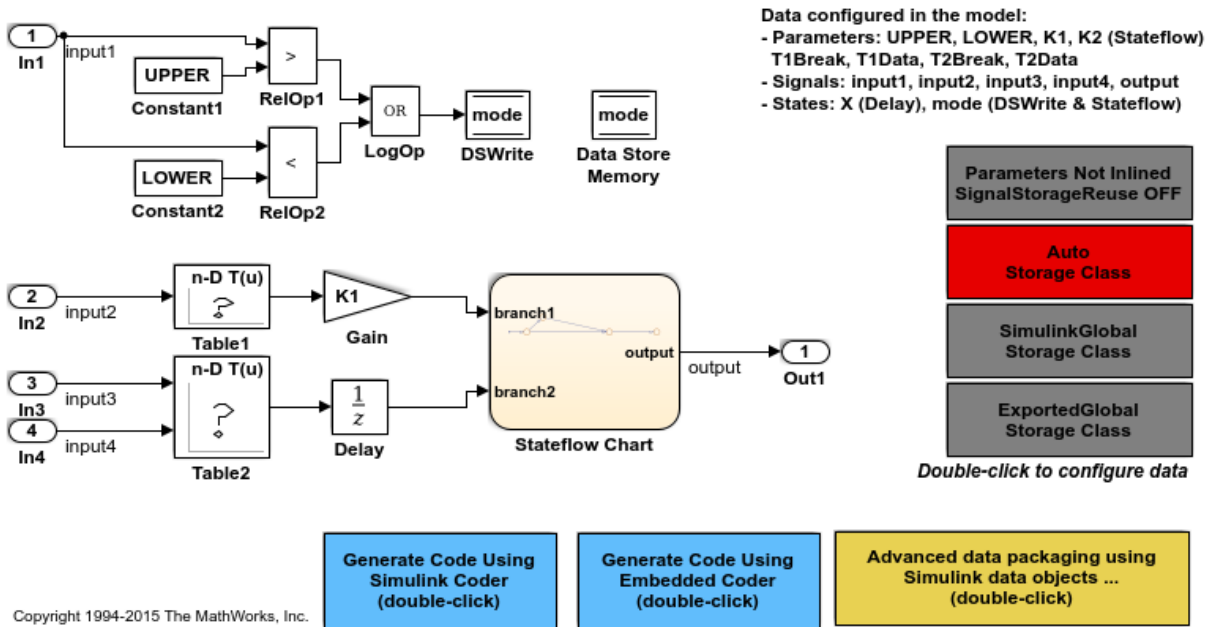 1
In1
input1
UPPER
Constant1
>
RelOp1
LOWER
Constant2
<
RelOp2
OR
LogOp
mode
DSWrite
mode
Data Store
Memory
Data configured in the model:
- Parameters: UPPER, LOWER, K1, K2 (Stateflow)
T1Break, T1Data, T2Break, T2Data
- Signals: input1, input2, input3, input4, output
- States: X (Delay), mode (DSWrite & Stateflow)
Parameters Not Inlined
SignalStorageReuse OFF
Auto
Storage Class
SimulinkGlobal
Storage Class
ExportedGlobal
Storage Class
Double-click to configure data
2
In2
input2
n-D T(u)
?
Table1
K1
Gain
3
In3
input3
4
In4
input4
n-D T(u)
?
Table2
1
z
Delay
branch1
output
branch2
Stateflow Chart
output
1
Out1
Generate Code Using
Simulink Coder
(double-click)
Generate Code Using
Embedded Coder
(double-click)
Advanced data packaging using
Simulink data objects ...
(double-click)
Copyright 1994-2015 The MathWorks, Inc.